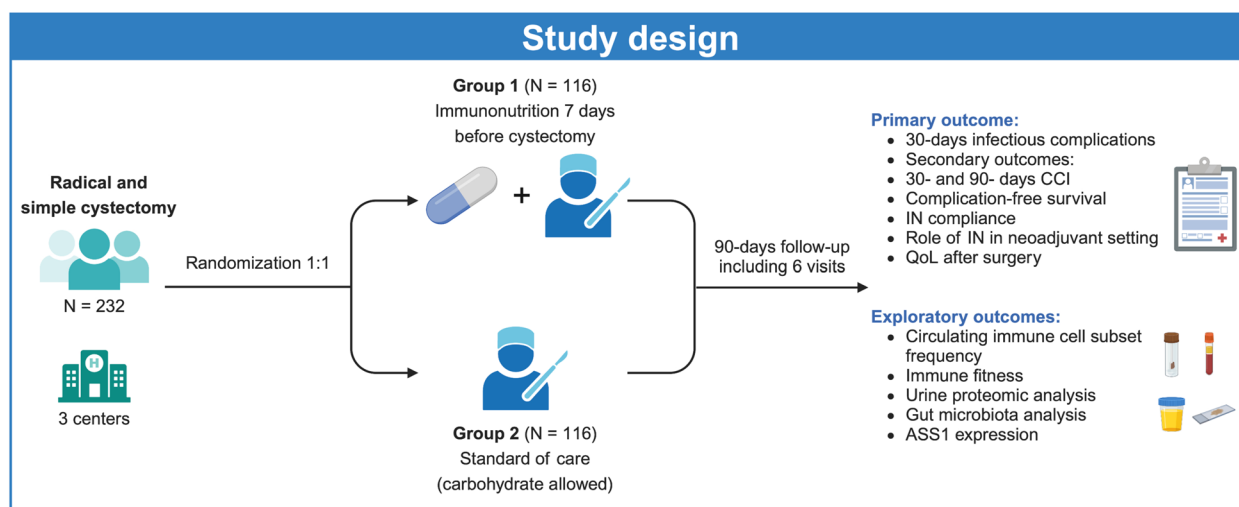 Study design
Radical and
simple cystectomy
N = 232
H
3 centers
Randomization 1:1
Group 1 (N = 116)
Immunonutrition 7 days
before cystectomy
+
Group 2 (N = 116)
Standard of care
(carbohydrate allowed)
90-days follow-up
including 6 visits
Primary outcome:
• 30-days infectious complications
• Secondary outcomes:
• 30- and 90- days CCI
• Complication-free survival
• IN compliance
• Role of IN in neoadjuvant setting
• QoL after surgery
Exploratory outcomes:
• Circulating immune cell subset
frequency
• Immune fitness
• Urine proteomic analysis
• Gut microbiota analysis
• ASS1 expression